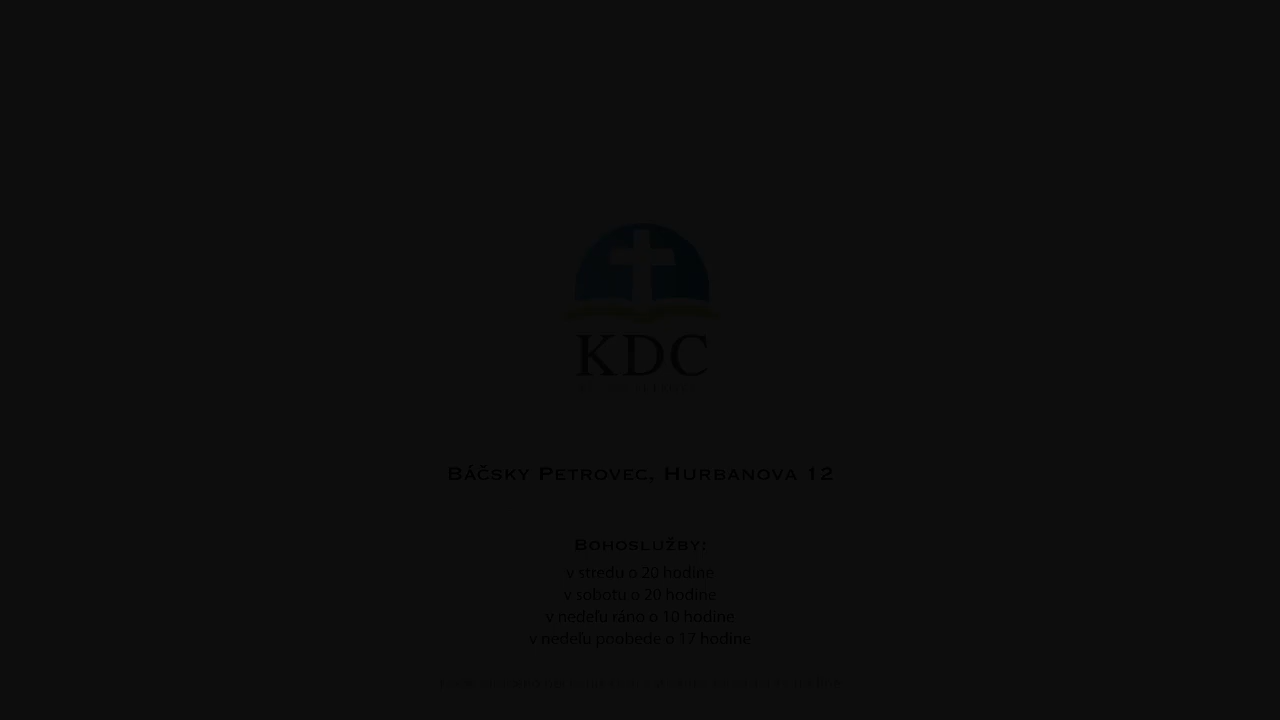 KDC
BÁČSKY PETROVEC, HURBANOVA 12
BOHOSLUŽBY:
v stredu o 20 hodine
v sobotu o 20 hodine
v nedeľu ráno o 10 hodine
v nedeľu poobede o 17 hodine